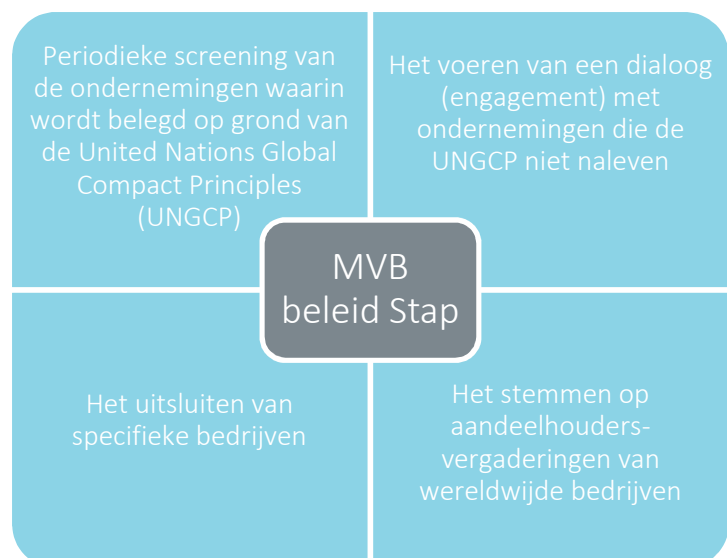 Periodieke screening van
de ondernemingen waarin
wordt belegd op grond van
de United Nations Global
Compact Principles
(UNGCP)
Het voeren van een dialoog
(engagement) met
ondernemingen die de
UNGCP niet naleven
MVB
beleid Stap
Het uitsluiten van
specifieke bedrijven
Het stemmen op
aandeelhouders-
vergaderingen van
wereldwijde bedrijven